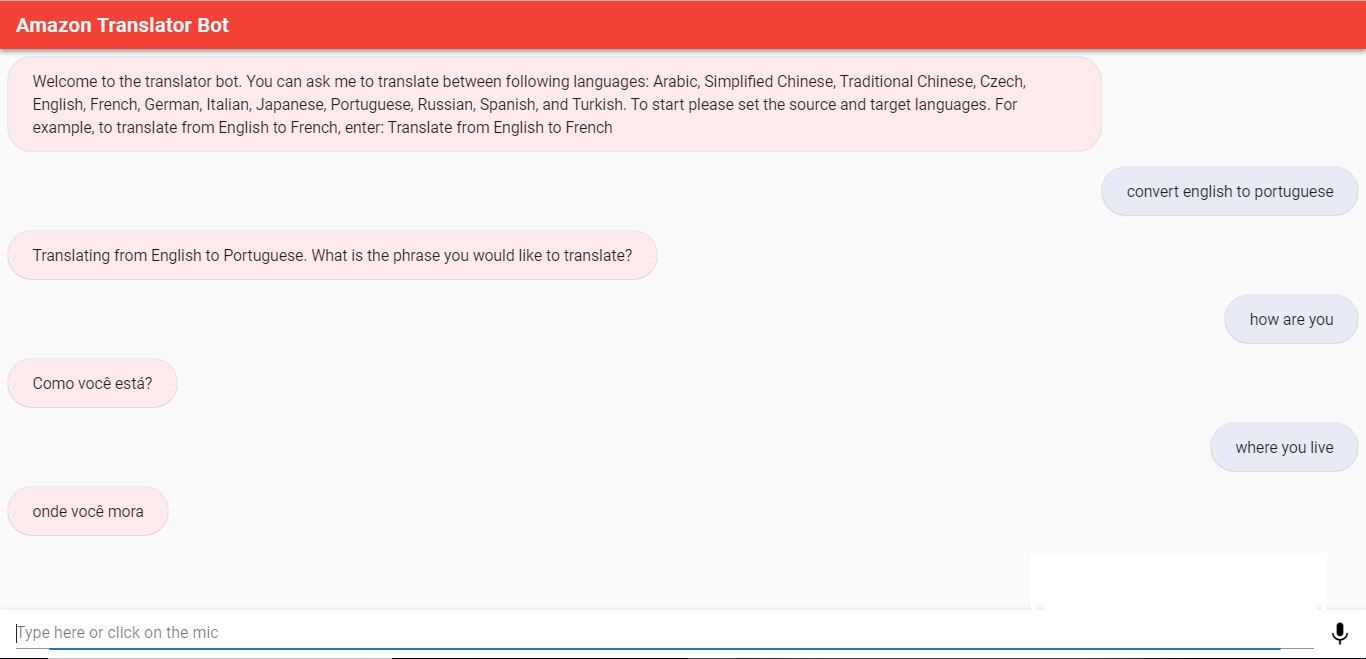 Amazon Translator Bot
Welcome to the translator bot. You can ask me to translate between following languages: Arabic, Simplified Chinese, Traditional Chinese, Czech,
English, French, German, Italian, Japanese, Portuguese, Russian, Spanish, and Turkish. To start please set the source and target languages. For
example, to translate from English to French, enter: Translate from English to French
convert english to portuguese
Translating from English to Portuguese. What is the phrase you would like to translate?
how are you
Como você está?
where you live
onde você mora
Type here or click on the mic